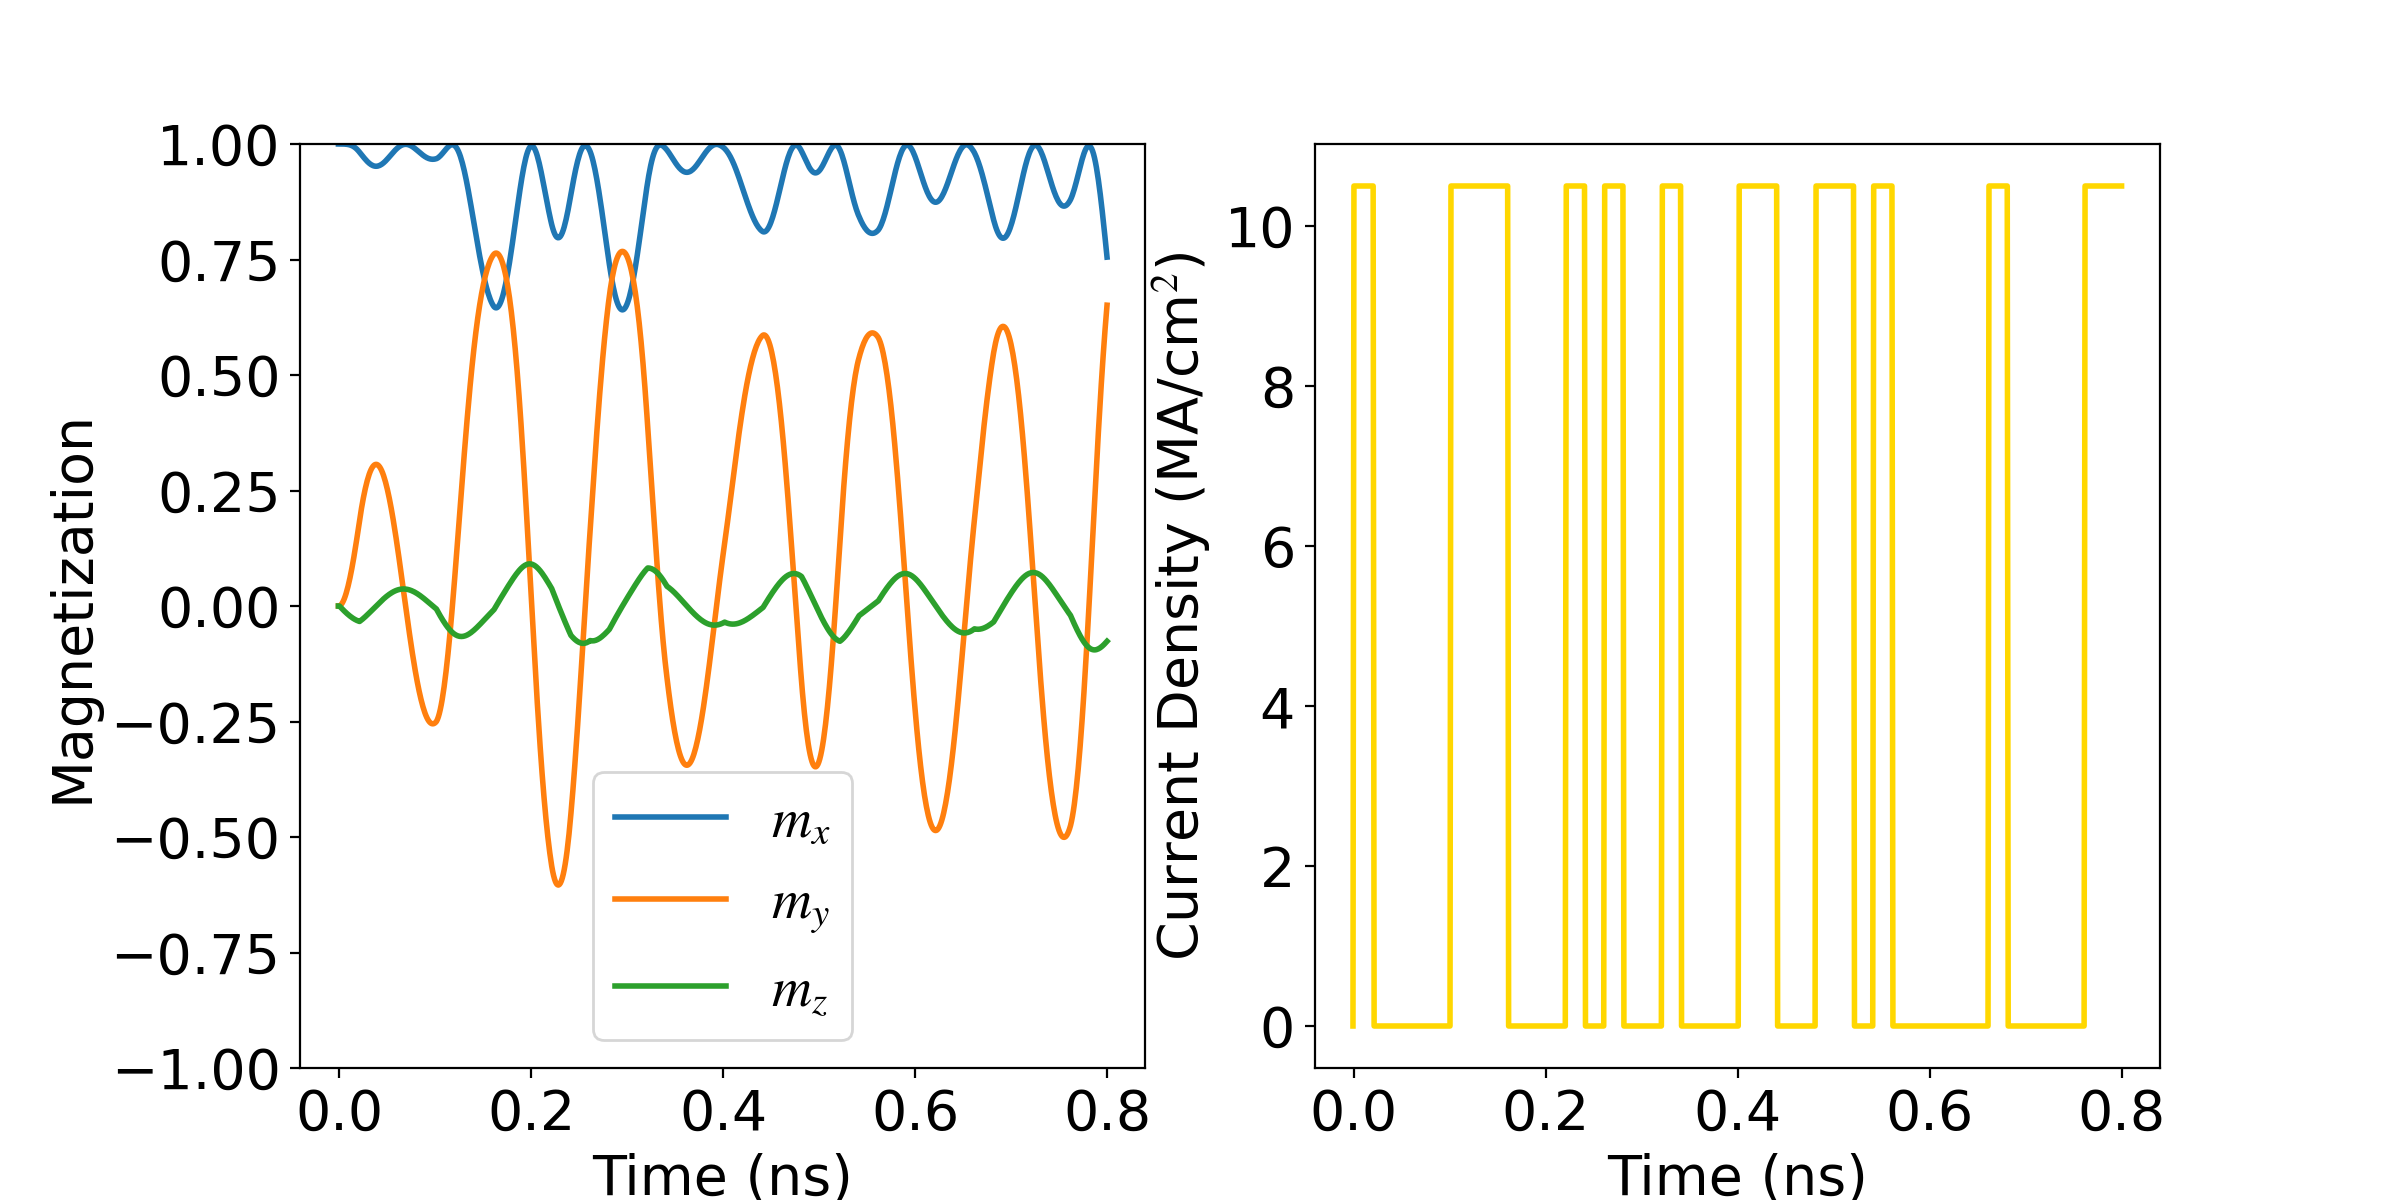 Magnetization
1.00
0.75
0.50
0.25
0.00
−0.25
−0.50
−0.75
−1.00
0.0 0.2 0.4 0.6 0.8
Time (ns)
m_x
m_y
m_z
Current Density (MA/cm²)
10
8
6
4
2
0
0.0 0.2 0.4 0.6 0.8
Time (ns)